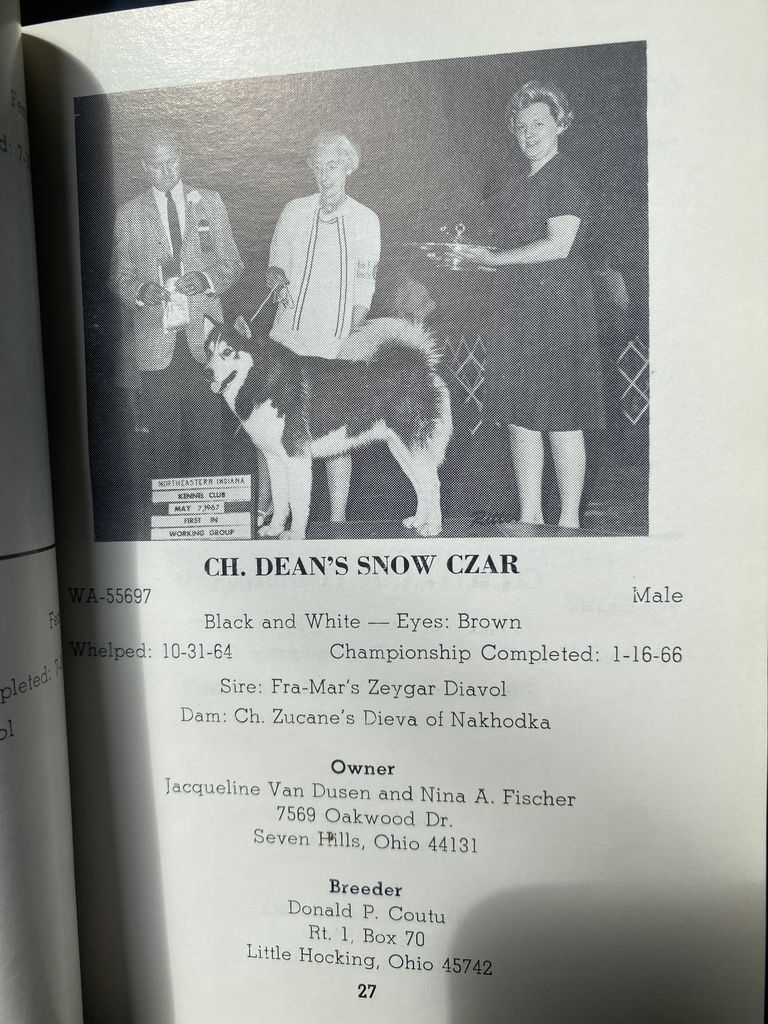 NORTHEASTERN INDIANA
KENNEL CLUB
MAY 7,1967
FIRST IN
WORKING GROUP
Ritter
CH. DEAN'S SNOW CZAR
WA-55697 Male
Black and White — Eyes: Brown
Whelped: 10-31-64 Championship Completed: 1-16-66
Sire: Fra-Mar's Zeygar Diavol
Dam: Ch. Zucane's Dieva of Nakhodka
Owner
Jacqueline Van Dusen and Nina A. Fischer
7569 Oakwood Dr.
Seven Hills, Ohio 44131
Breeder
Donald P. Coutu
Rt. 1, Box 70
Little Hocking, Ohio 45742
27